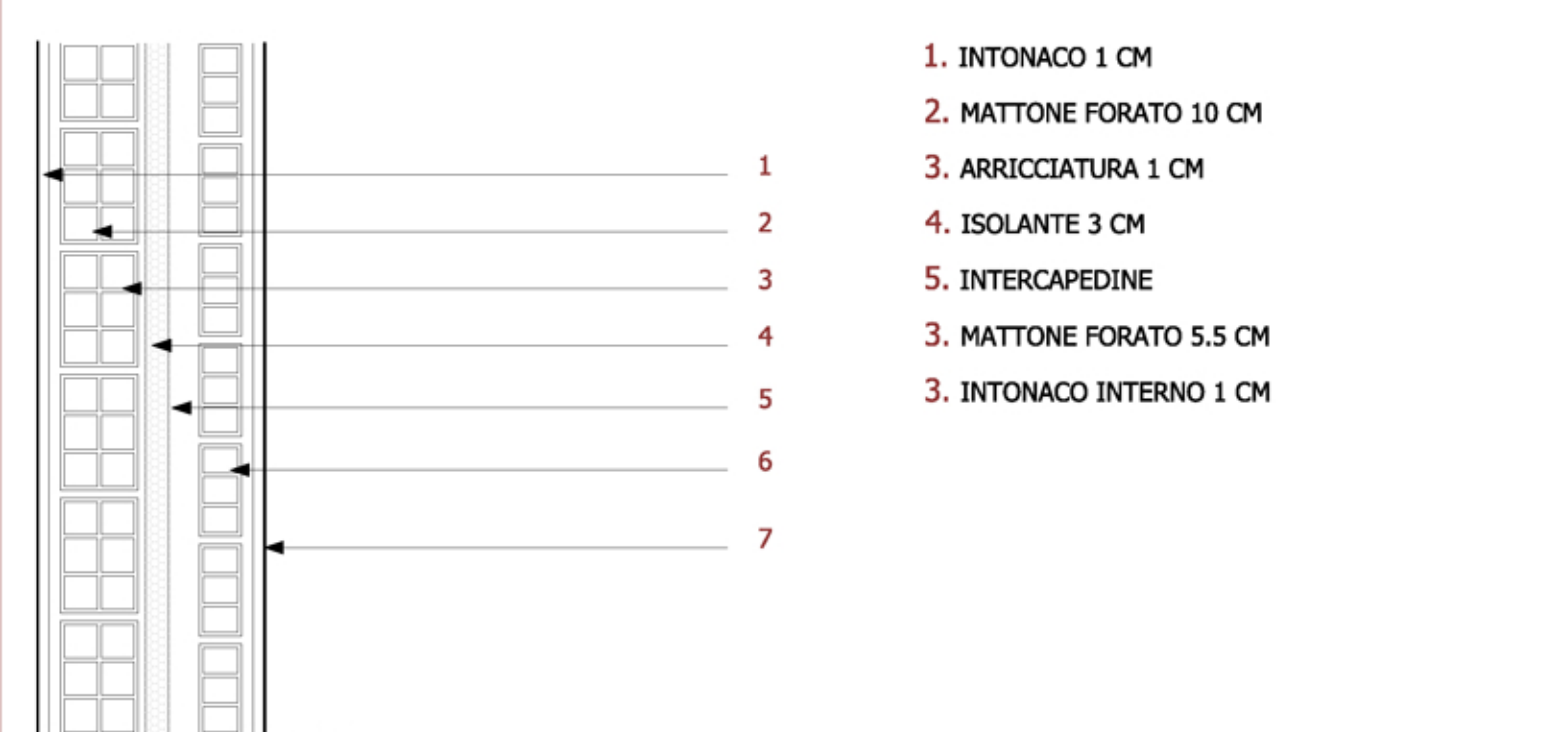 1. INTONACO 1 CM
2. MATTONE FORATO 10 CM
3. ARRICCIATURA 1 CM
4. ISOLANTE 3 CM
5. INTERCAPEDINE
3. MATTONE FORATO 5.5 CM
3. INTONACO INTERNO 1 CM
1
2
3
4
5
6
7